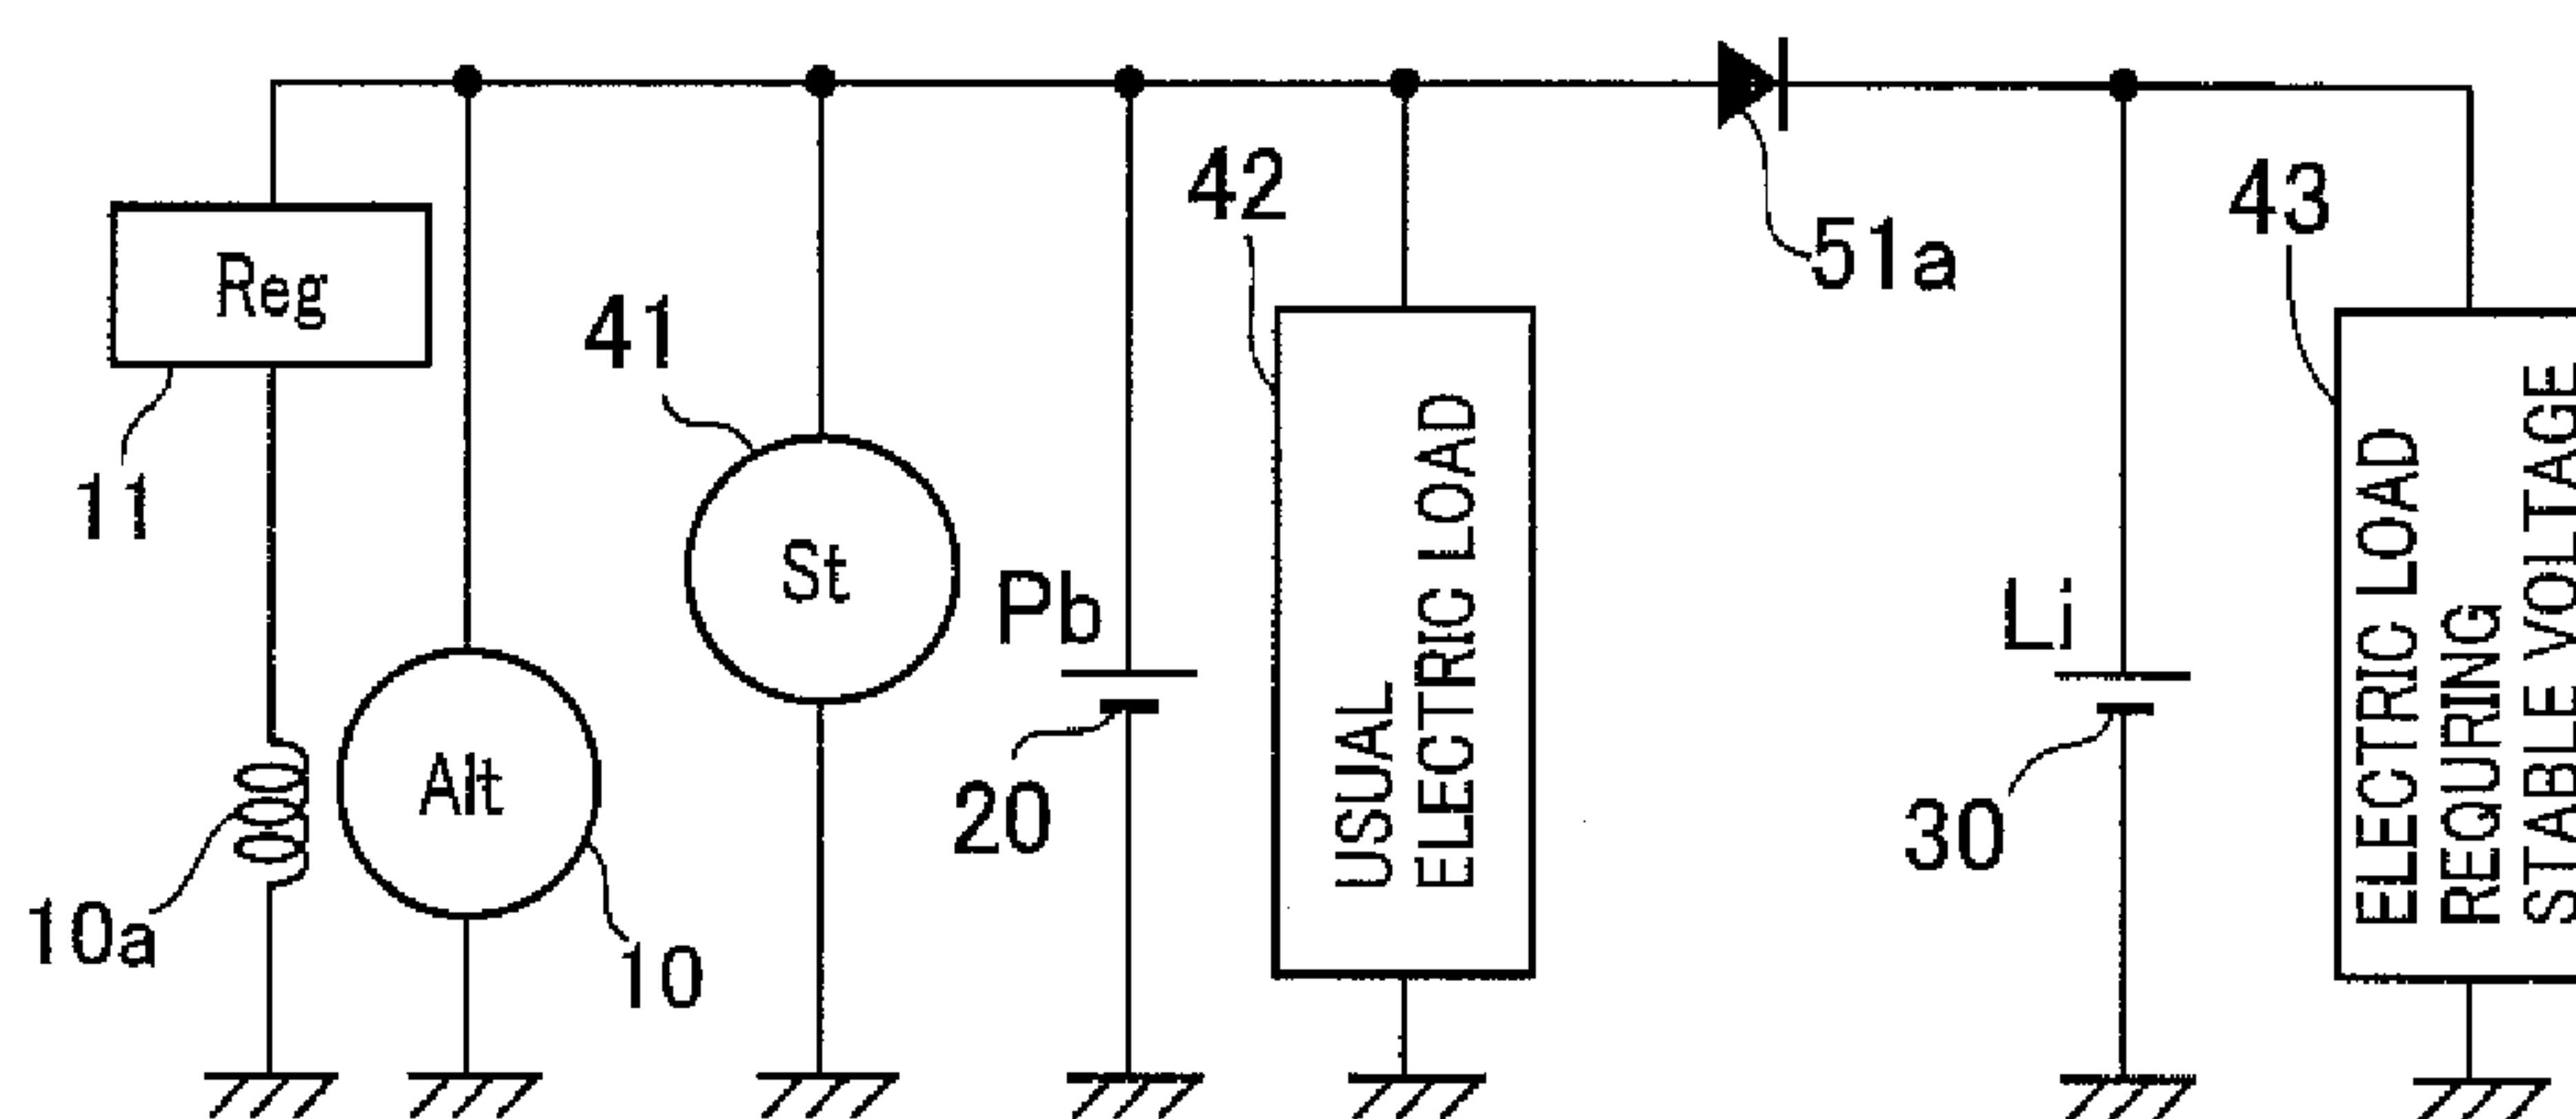 Reg
11
10a
Alt
10
41
St
Pb
20
42
USUAL
ELECTRIC LOAD
51a
Li
30
43
ELECTRIC LOAD
REQUIRING
STABLE VOLTAGE